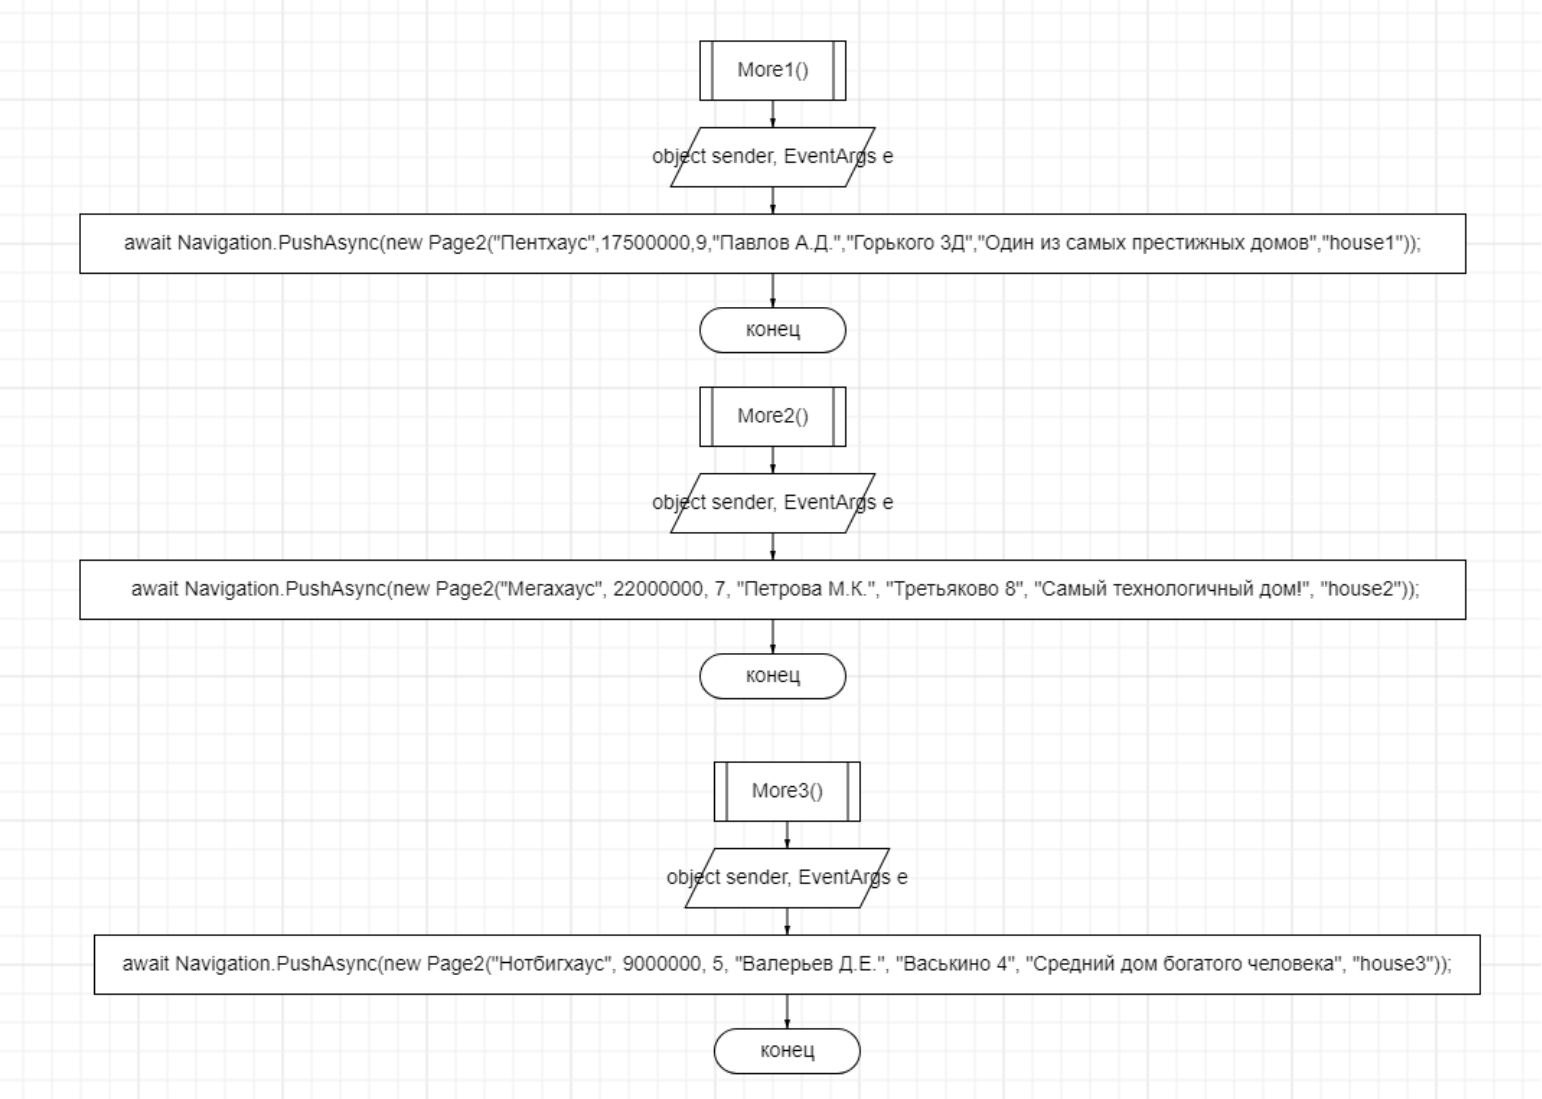 More1()
object sender, EventArgs e
await Navigation.PushAsync(new Page2("Пентхаус",17500000,9,"Павлов А.Д.","Горького 3Д","Один из самых престижных домов","house1"));
конец
More2()
object sender, EventArgs e
await Navigation.PushAsync(new Page2("Мегахаус", 22000000, 7, "Петрова М.К.", "Третьяково 8", "Самый технологичный дом!", "house2"));
конец
More3()
object sender, EventArgs e
await Navigation.PushAsync(new Page2("Нотбигхаус", 9000000, 5, "Валерьев Д.Е.", "Васькино 4", "Средний дом богатого человека", "house3"));
конец